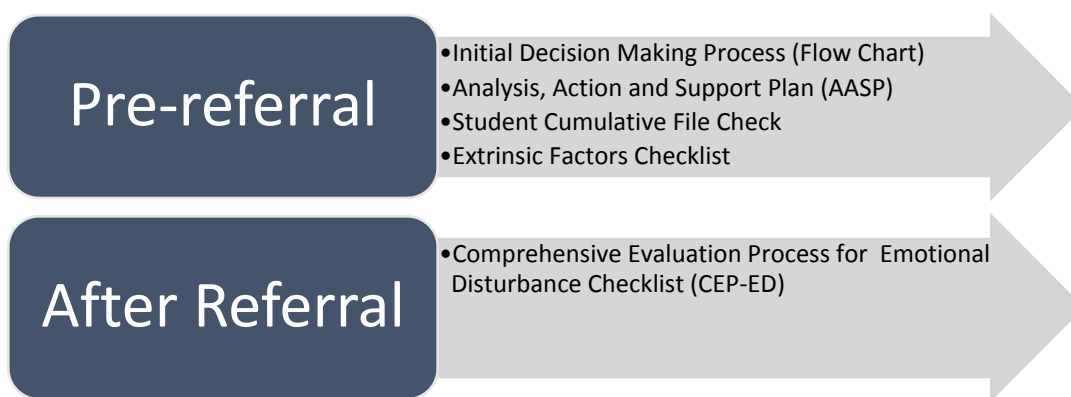 Pre-referral
•Initial Decision Making Process (Flow Chart)
•Analysis, Action and Support Plan (AASP)
•Student Cumulative File Check
•Extrinsic Factors Checklist
After Referral
•Comprehensive Evaluation Process for Emotional
Disturbance Checklist (CEP-ED)